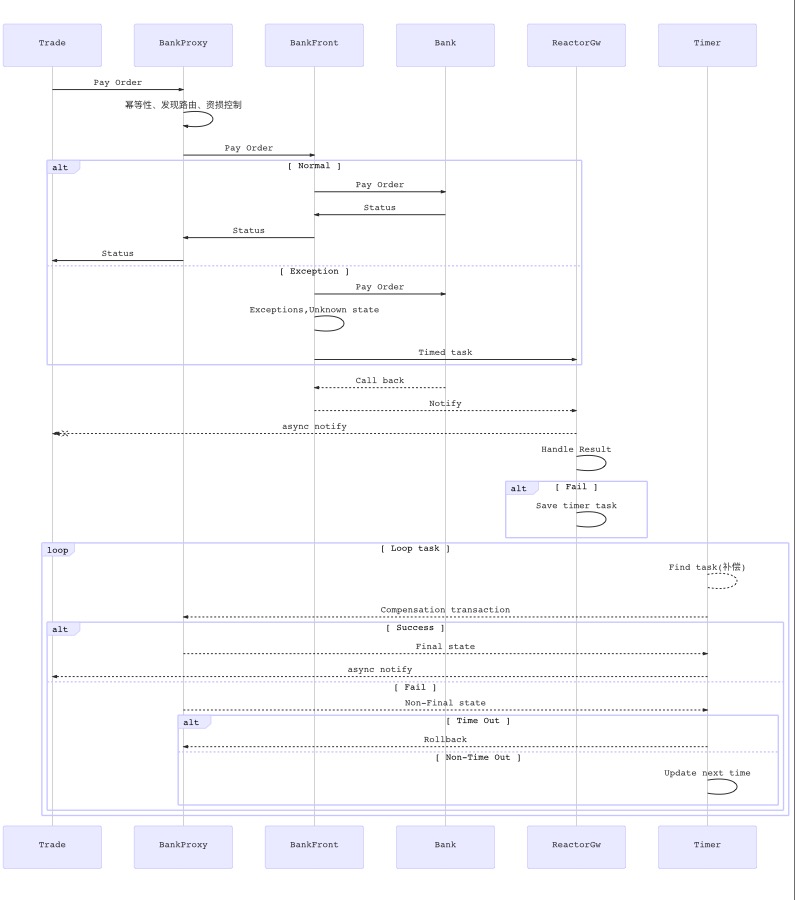 Trade
BankProxy
BankFront
Bank
ReactorGw
Timer
Pay Order
幂等性、发现路由、资损控制
Pay Order
alt
[ Normal ]
Pay Order
Status
Status
Status
[ Exception ]
Pay Order
Exceptions,Unknown state
Timed task
Call back
Notify
async notify
Handle Result
alt
[ Fail ]
Save timer task
loop
[ Loop task ]
Find task(补偿)
Compensation transaction
alt
[ Success ]
Final state
async notify
[ Fail ]
Non-Final state
alt
[ Time Out ]
Rollback
[ Non-Time Out ]
Update next time
Trade
BankProxy
BankFront
Bank
ReactorGw
Timer